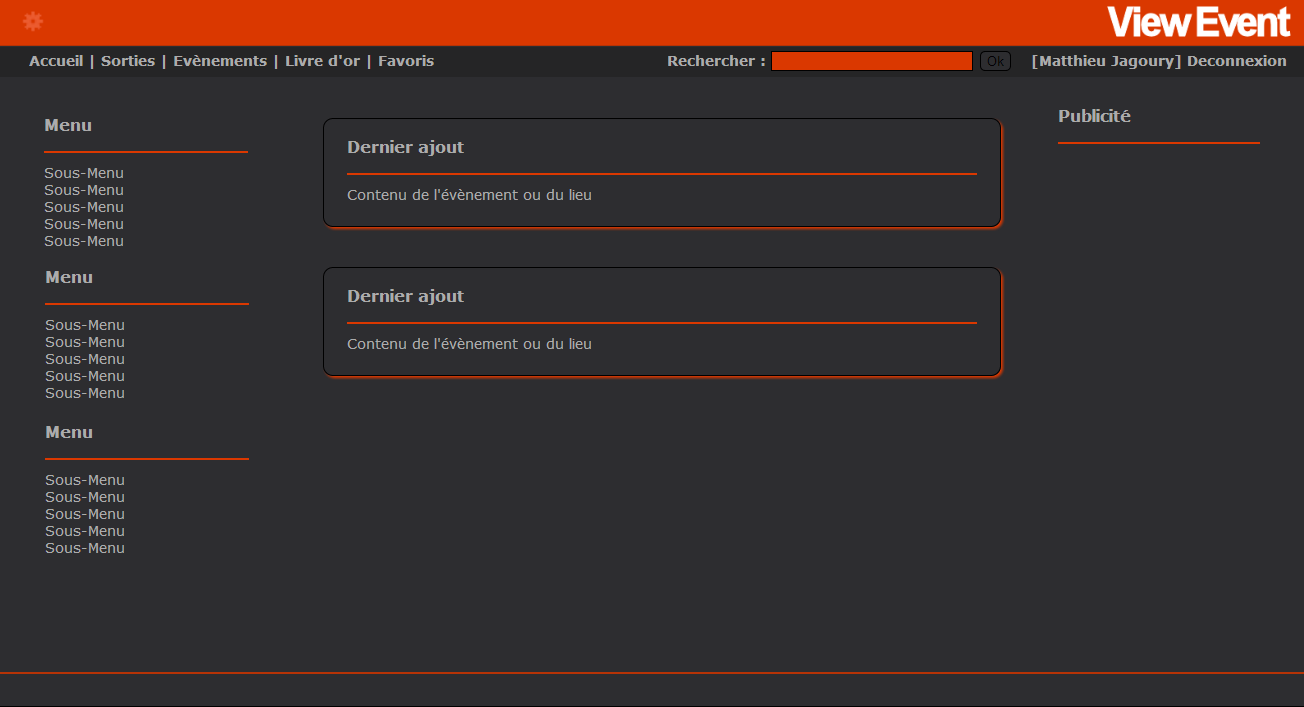 View Event
Accueil | Sorties | Evènements | Livre d'or | Favoris
Rechercher : Ok
[Matthieu Jagoury] Deconnexion
Menu
Sous-Menu
Sous-Menu
Sous-Menu
Sous-Menu
Sous-Menu
Menu
Sous-Menu
Sous-Menu
Sous-Menu
Sous-Menu
Sous-Menu
Menu
Sous-Menu
Sous-Menu
Sous-Menu
Sous-Menu
Sous-Menu
Dernier ajout
Contenu de l'évènement ou du lieu
Dernier ajout
Contenu de l'évènement ou du lieu
Publicité